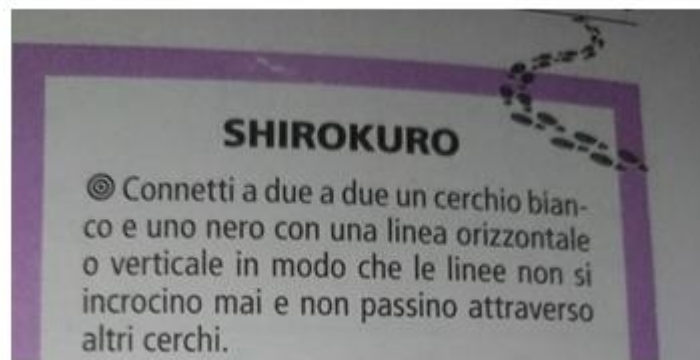 SHIROKURO
Connetti a due a due un cerchio bian-
co e uno nero con una linea orizzontale
o verticale in modo che le linee non si
incrocino mai e non passino attraverso
altri cerchi.